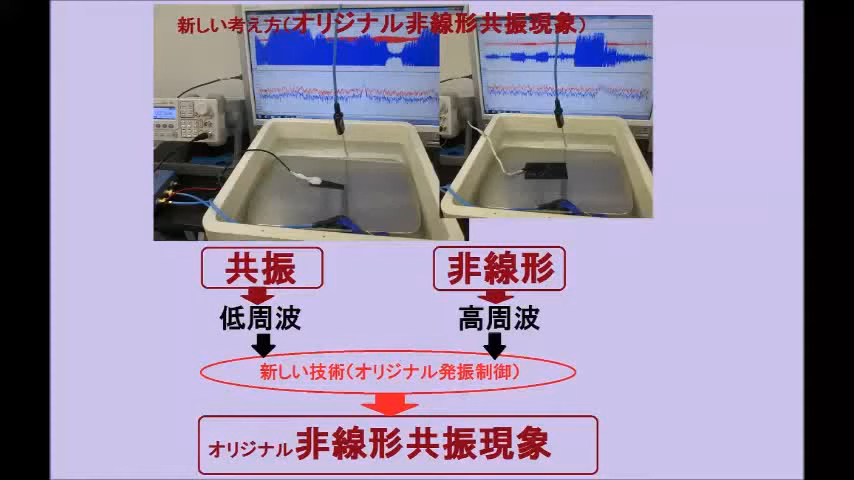 新しい考え方(オリジナル非線形共振現象)
共振
非線形
低周波
高周波
新しい技術(オリジナル発振制御)
オリジナル非線形共振現象